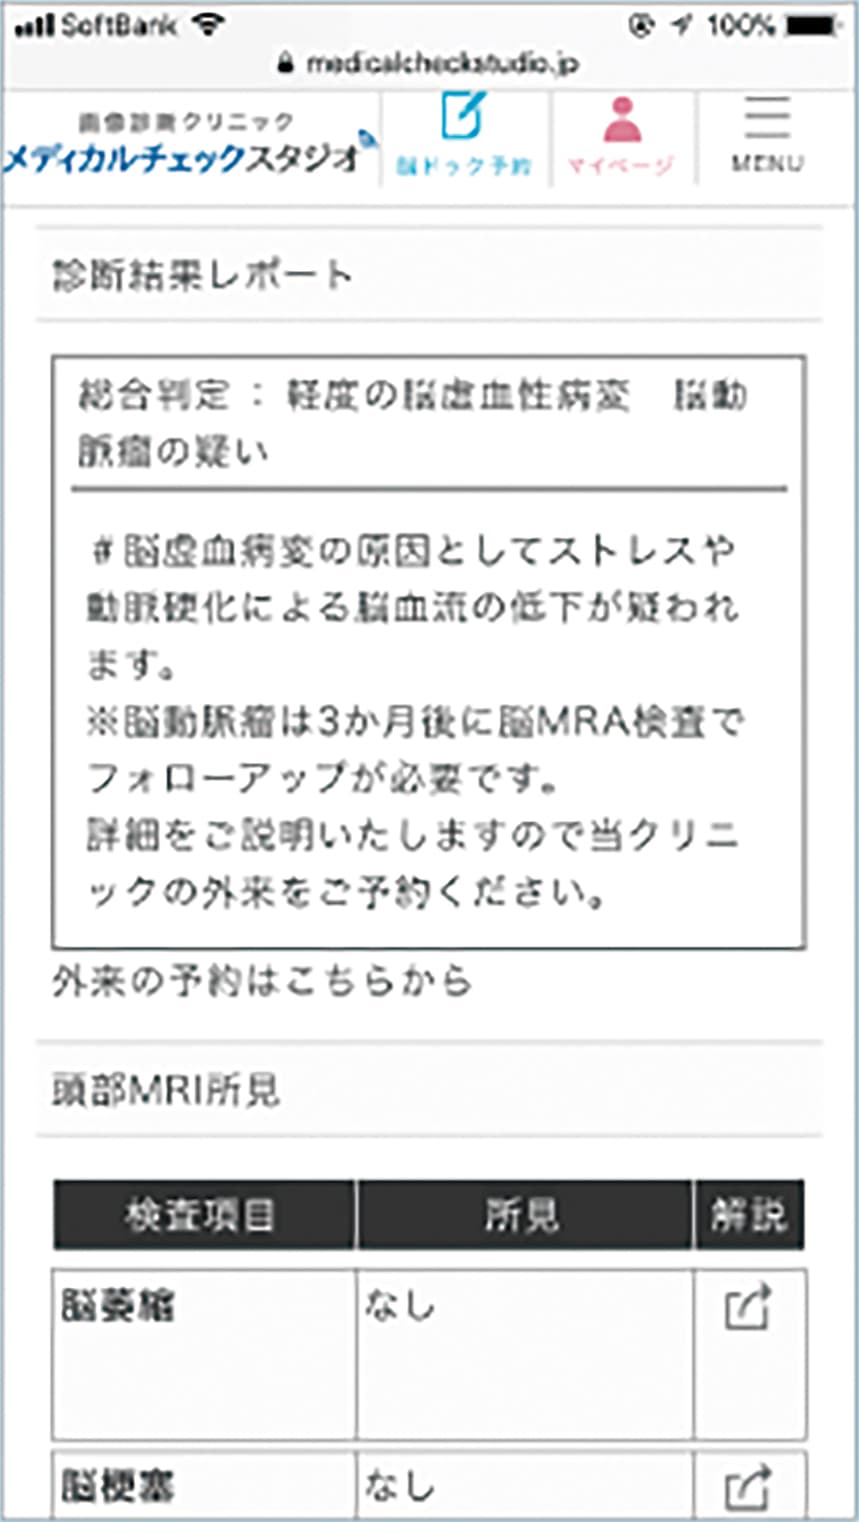 SoftBank 100%
medicalcheckstudio.jp
画像診断クリニック
メディカルチェックスタジオ
脳ドック予約
マイページ
MENU
診断結果レポート
総合判定 : 軽度の脳虚血性病変 脳動
脈瘤の疑い
#脳虚血病変の原因としてストレスや
動脈硬化による脳血流の低下が疑われ
ます。
※脳動脈瘤は3か月後に脳MRA検査で
フォローアップが必要です。
詳細をご説明いたしますので当クリニ
ックの外来をご予約ください。
外来の予約はこちらから
頭部MRI所見
検査項目 所見 解説
脳萎縮 なし
脳梗塞 なし